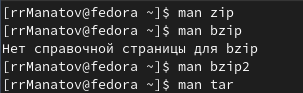 [rrManatov@fedora ~]$ man zip
[rrManatov@fedora ~]$ man bzip
Нет справочной страницы для bzip
[rrManatov@fedora ~]$ man bzip2
[rrManatov@fedora ~]$ man tar